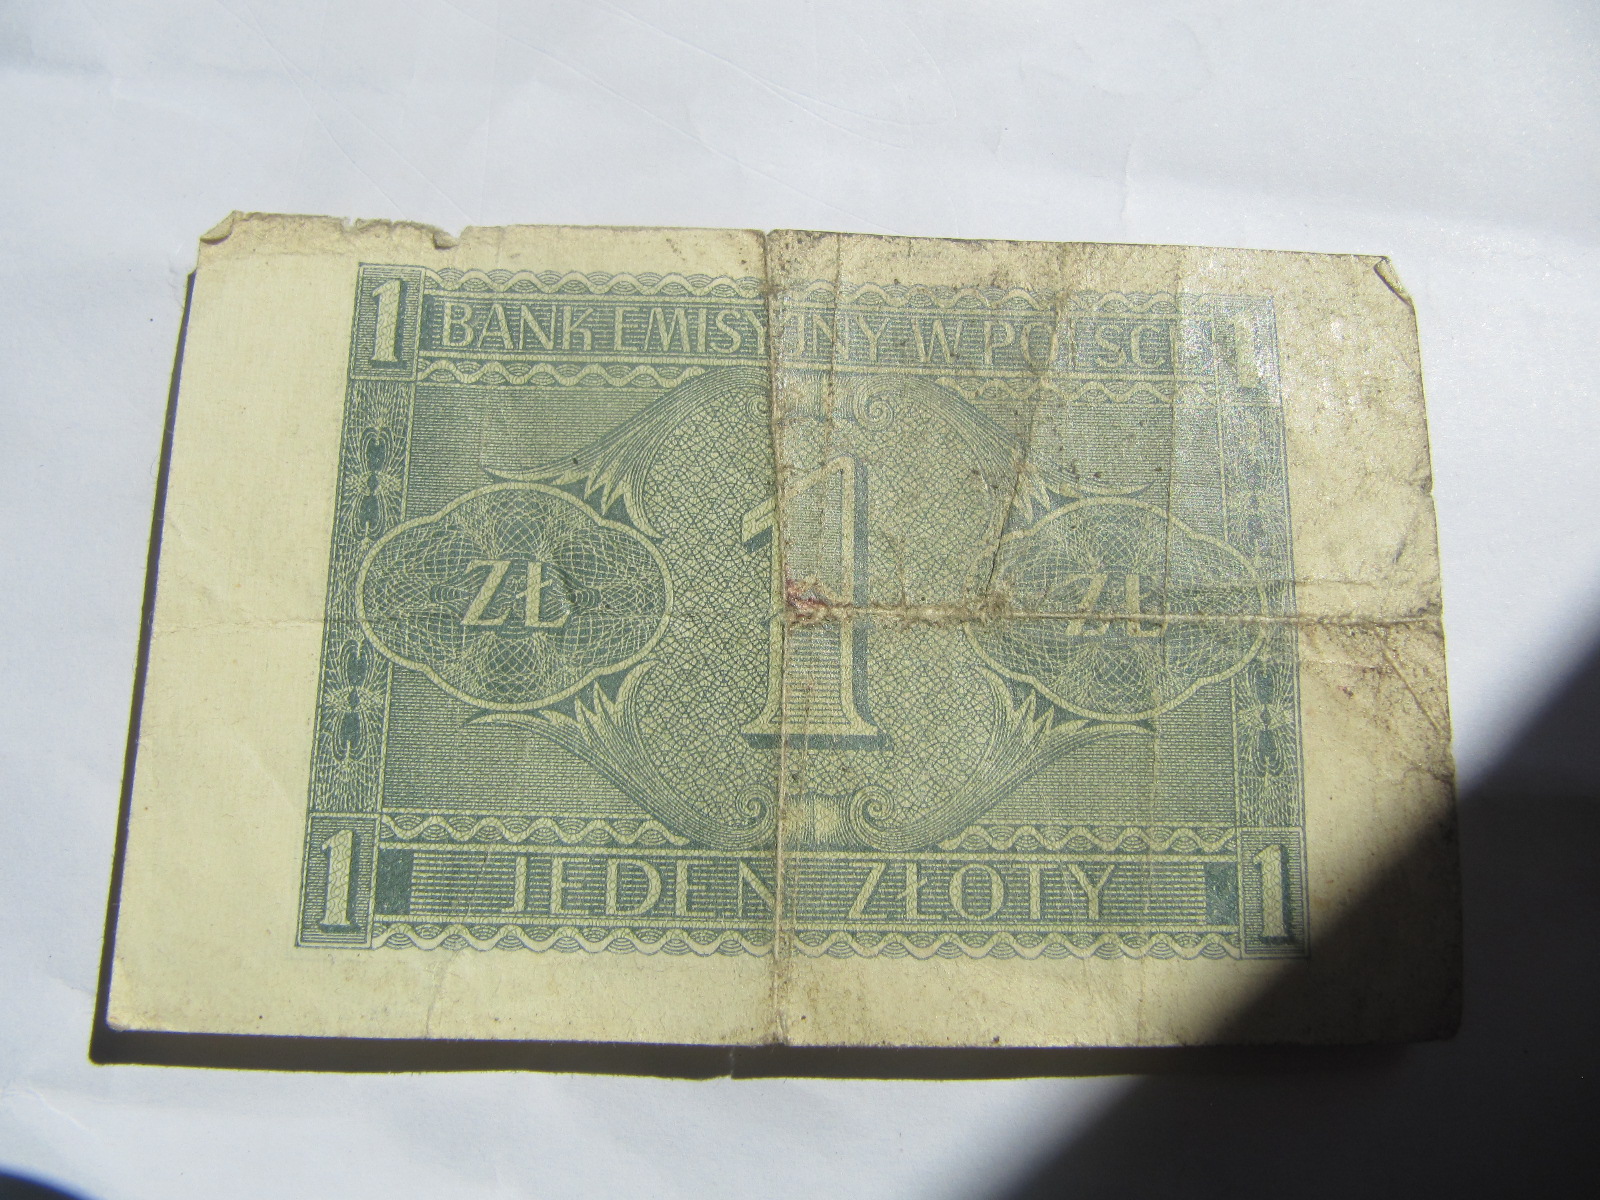 1 BANK EMISYJNY W POLSCE 1
1
ZŁ ZŁ
1 JEDEN ZŁOTY 1